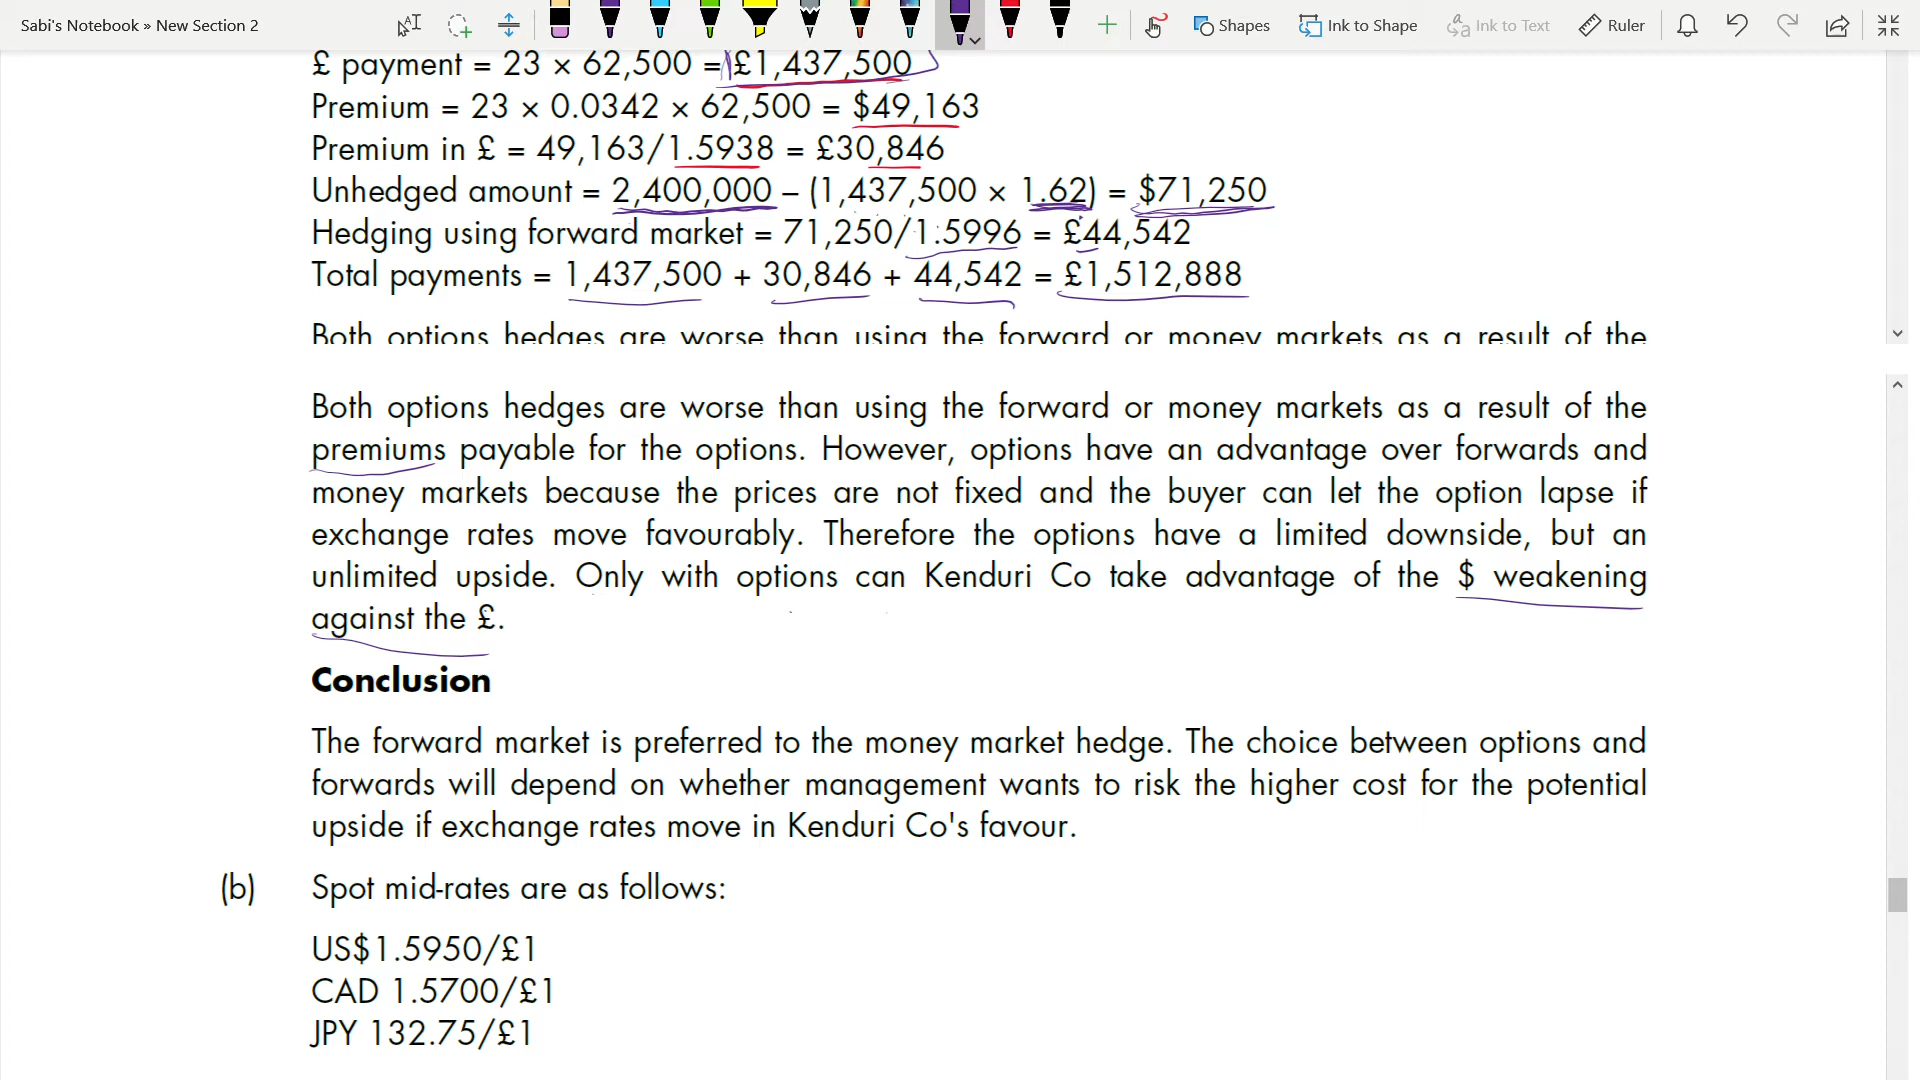 Sabi's Notebook » New Section 2
Shapes
Ink to Shape
Ink to Text
Ruler
£ payment = 23 × 62,500 = £1,437,500
Premium = 23 × 0.0342 × 62,500 = $49,163
Premium in £ = 49,163/1.5938 = £30,846
Unhedged amount = 2,400,000 – (1,437,500 × 1.62) = $71,250
Hedging using forward market = 71,250/1.5996 = £44,542
Total payments = 1,437,500 + 30,846 + 44,542 = £1,512,888
Both options hedges are worse than using the forward or money markets as a result of the
Both options hedges are worse than using the forward or money markets as a result of the
premiums payable for the options. However, options have an advantage over forwards and
money markets because the prices are not fixed and the buyer can let the option lapse if
exchange rates move favourably. Therefore the options have a limited downside, but an
unlimited upside. Only with options can Kenduri Co take advantage of the $ weakening
against the £.
Conclusion
The forward market is preferred to the money market hedge. The choice between options and
forwards will depend on whether management wants to risk the higher cost for the potential
upside if exchange rates move in Kenduri Co's favour.
(b) Spot mid-rates are as follows:
US$1.5950/£1
CAD 1.5700/£1
JPY 132.75/£1